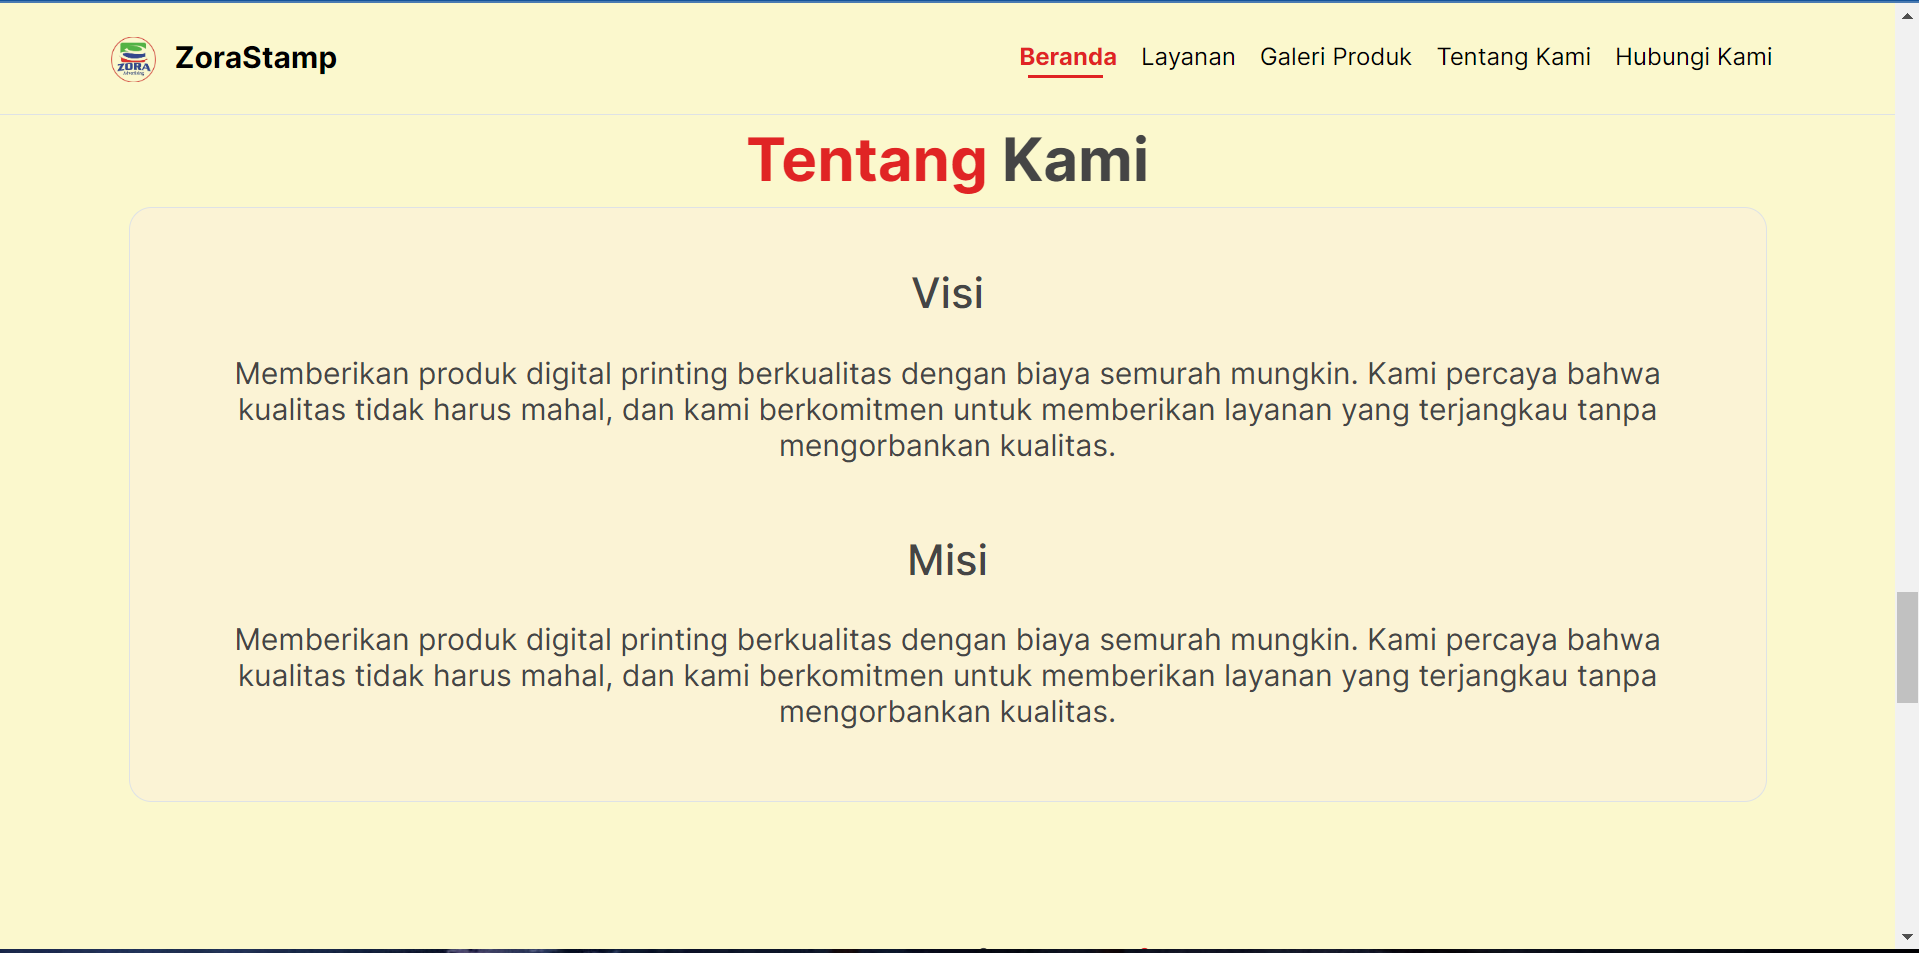 ZORA
ZoraStamp
Beranda Layanan Galeri Produk Tentang Kami Hubungi Kami
Tentang Kami
Visi
Memberikan produk digital printing berkualitas dengan biaya semurah mungkin. Kami percaya bahwa
kualitas tidak harus mahal, dan kami berkomitmen untuk memberikan layanan yang terjangkau tanpa
mengorbankan kualitas.
Misi
Memberikan produk digital printing berkualitas dengan biaya semurah mungkin. Kami percaya bahwa
kualitas tidak harus mahal, dan kami berkomitmen untuk memberikan layanan yang terjangkau tanpa
mengorbankan kualitas.